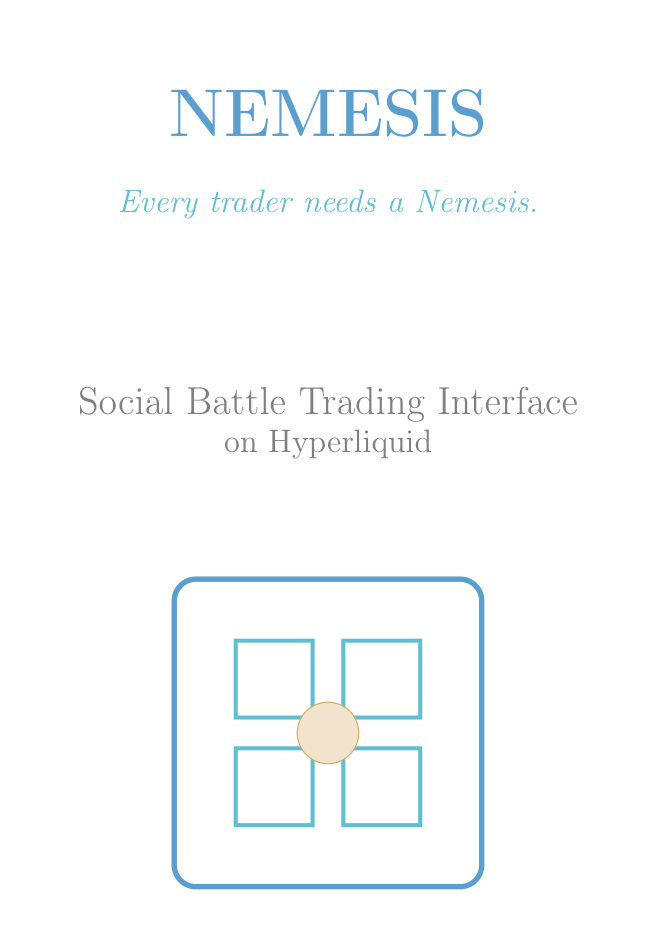 NEMESIS
Every trader needs a Nemesis.
Social Battle Trading Interface
on Hyperliquid